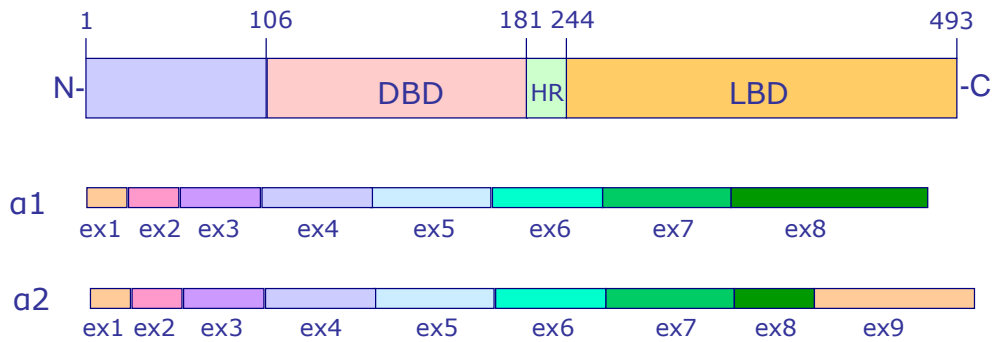 1 106 181 244 493
N- DBD HR LBD -C
α1
ex1 ex2 ex3 ex4 ex5 ex6 ex7 ex8
α2
ex1 ex2 ex3 ex4 ex5 ex6 ex7 ex8 ex9